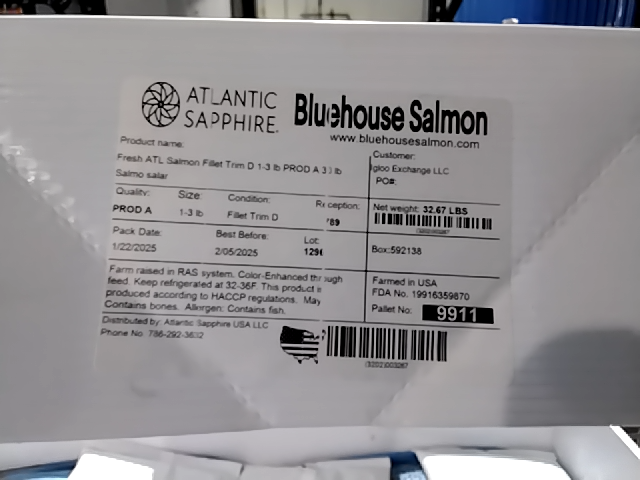 ATLANTIC
SAPPHIRE.
Bluehouse Salmon
www.bluehousesalmon.com
Product name:
Fresh ATL Salmon Fillet Trim D 1-3 lb PROD A lb
Salmo salar
Customer:
Igloo Exchange LLC
PO#:
Quality: Size: Condition: Reception:
PROD A 1-3 lb Fillet Trim D
Net weight: 32.67 LBS
Pack Date: Best Before: Lot:
1/22/2025 2/05/2025
Box:592138
Farm raised in RAS system. Color-Enhanced through
feed. Keep refrigerated at 32-36F. This product is
produced according to HACCP regulations. May
Contains bones. Allergen: Contains fish.
Farmed in USA
FDA No. 19916359870
Pallet No: 9911
Distributed by: Atlantic Sapphire USA LLC
Phone No: